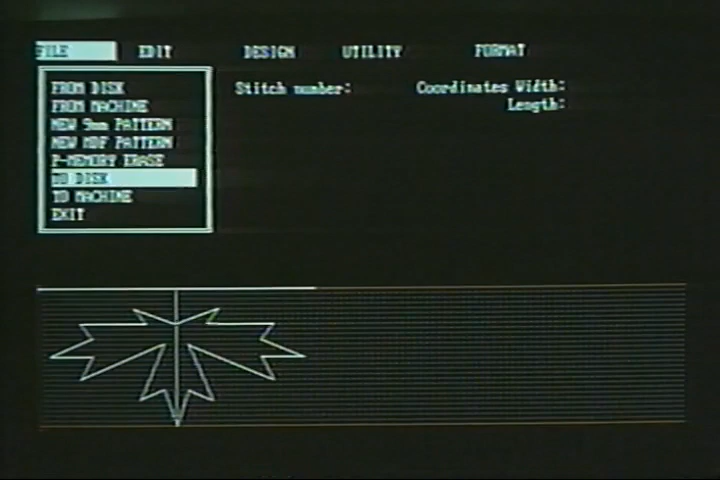 FILE EDIT DESIGN UTILITY FORMAT
FROM DISK
FROM MACHINE
NEW 9mm PATTERN
NEW MDF PATTERN
P-MEMORY ERASE
TO DISK
TO MACHINE
EXIT
Stitch number: Coordinates Width:
Length: